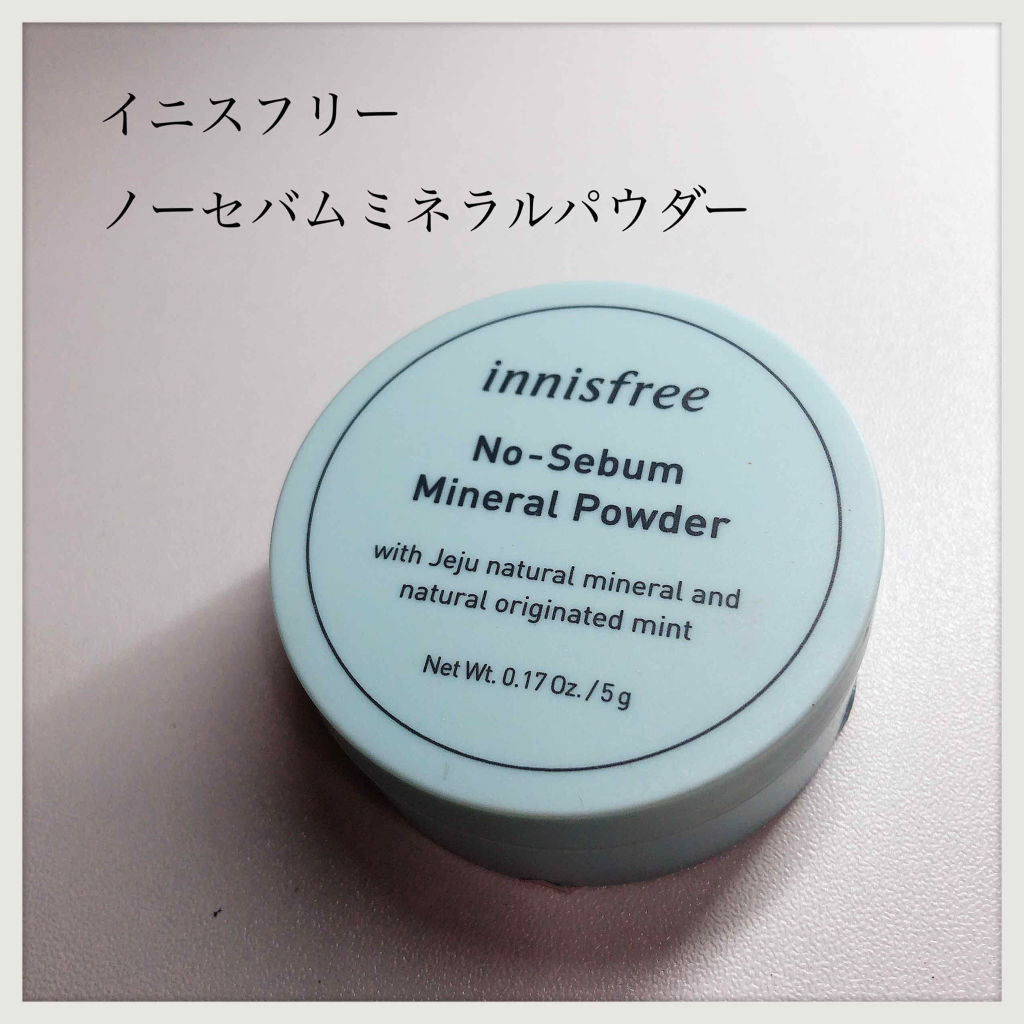 イニスフリー
ノーセバムミネラルパウダー
innisfree
No-Sebum
Mineral Powder
with Jeju natural mineral and
natural originated mint
Net Wt. 0.17 Oz. / 5 g